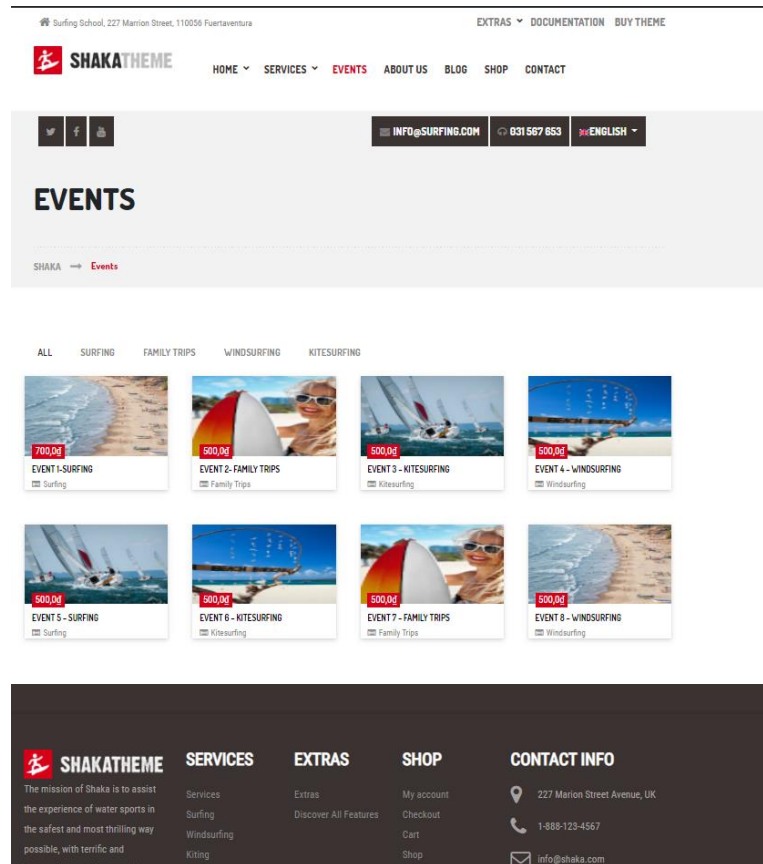 Surfing School, 227 Marrion Street, 110056 Fuertaventura
EXTRAS DOCUMENTATION BUY THEME
SHAKATHEME
HOME SERVICES EVENTS ABOUT US BLOG SHOP CONTACT
INFO@SURFING.COM 031 567 653 ENGLISH
EVENTS
SHAKA → Events
ALL SURFING FAMILY TRIPS WINDSURFING KITESURFING
700,0₫ 500,0₫ 500,0₫ 500,0₫
EVENT 1-SURFING EVENT 2- FAMILY TRIPS EVENT 3 - KITESURFING EVENT 4 - WINDSURFING
Surfing Family Trips Kitesurfing Windsurfing
500,0₫ 500,0₫ 500,0₫ 500,0₫
EVENT 5 - SURFING EVENT 6 - KITESURFING EVENT 7 - FAMILY TRIPS EVENT 8 - WINDSURFING
Surfing Kitesurfing Family Trips Windsurfing
SHAKATHEME
The mission of Shaka is to assist
the experience of water sports in
the safest and most thrilling way
possible, with terrific and
SERVICES
Services
Surfing
Windsurfing
Kiting
EXTRAS
Extras
Discover All Features
SHOP
My account
Checkout
Cart
Shop
CONTACT INFO
227 Marion Street Avenue, UK
1-888-123-4567
info@shaka.com